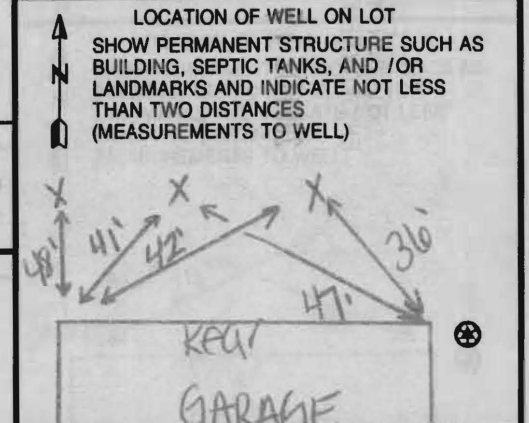 LOCATION OF WELL ON LOT
SHOW PERMANENT STRUCTURE SUCH AS
BUILDING, SEPTIC TANKS, AND /OR
LANDMARKS AND INDICATE NOT LESS
THAN TWO DISTANCES
(MEASUREMENTS TO WELL)
N
X X X
48' 41' 42' 47' 36'
GARAGE